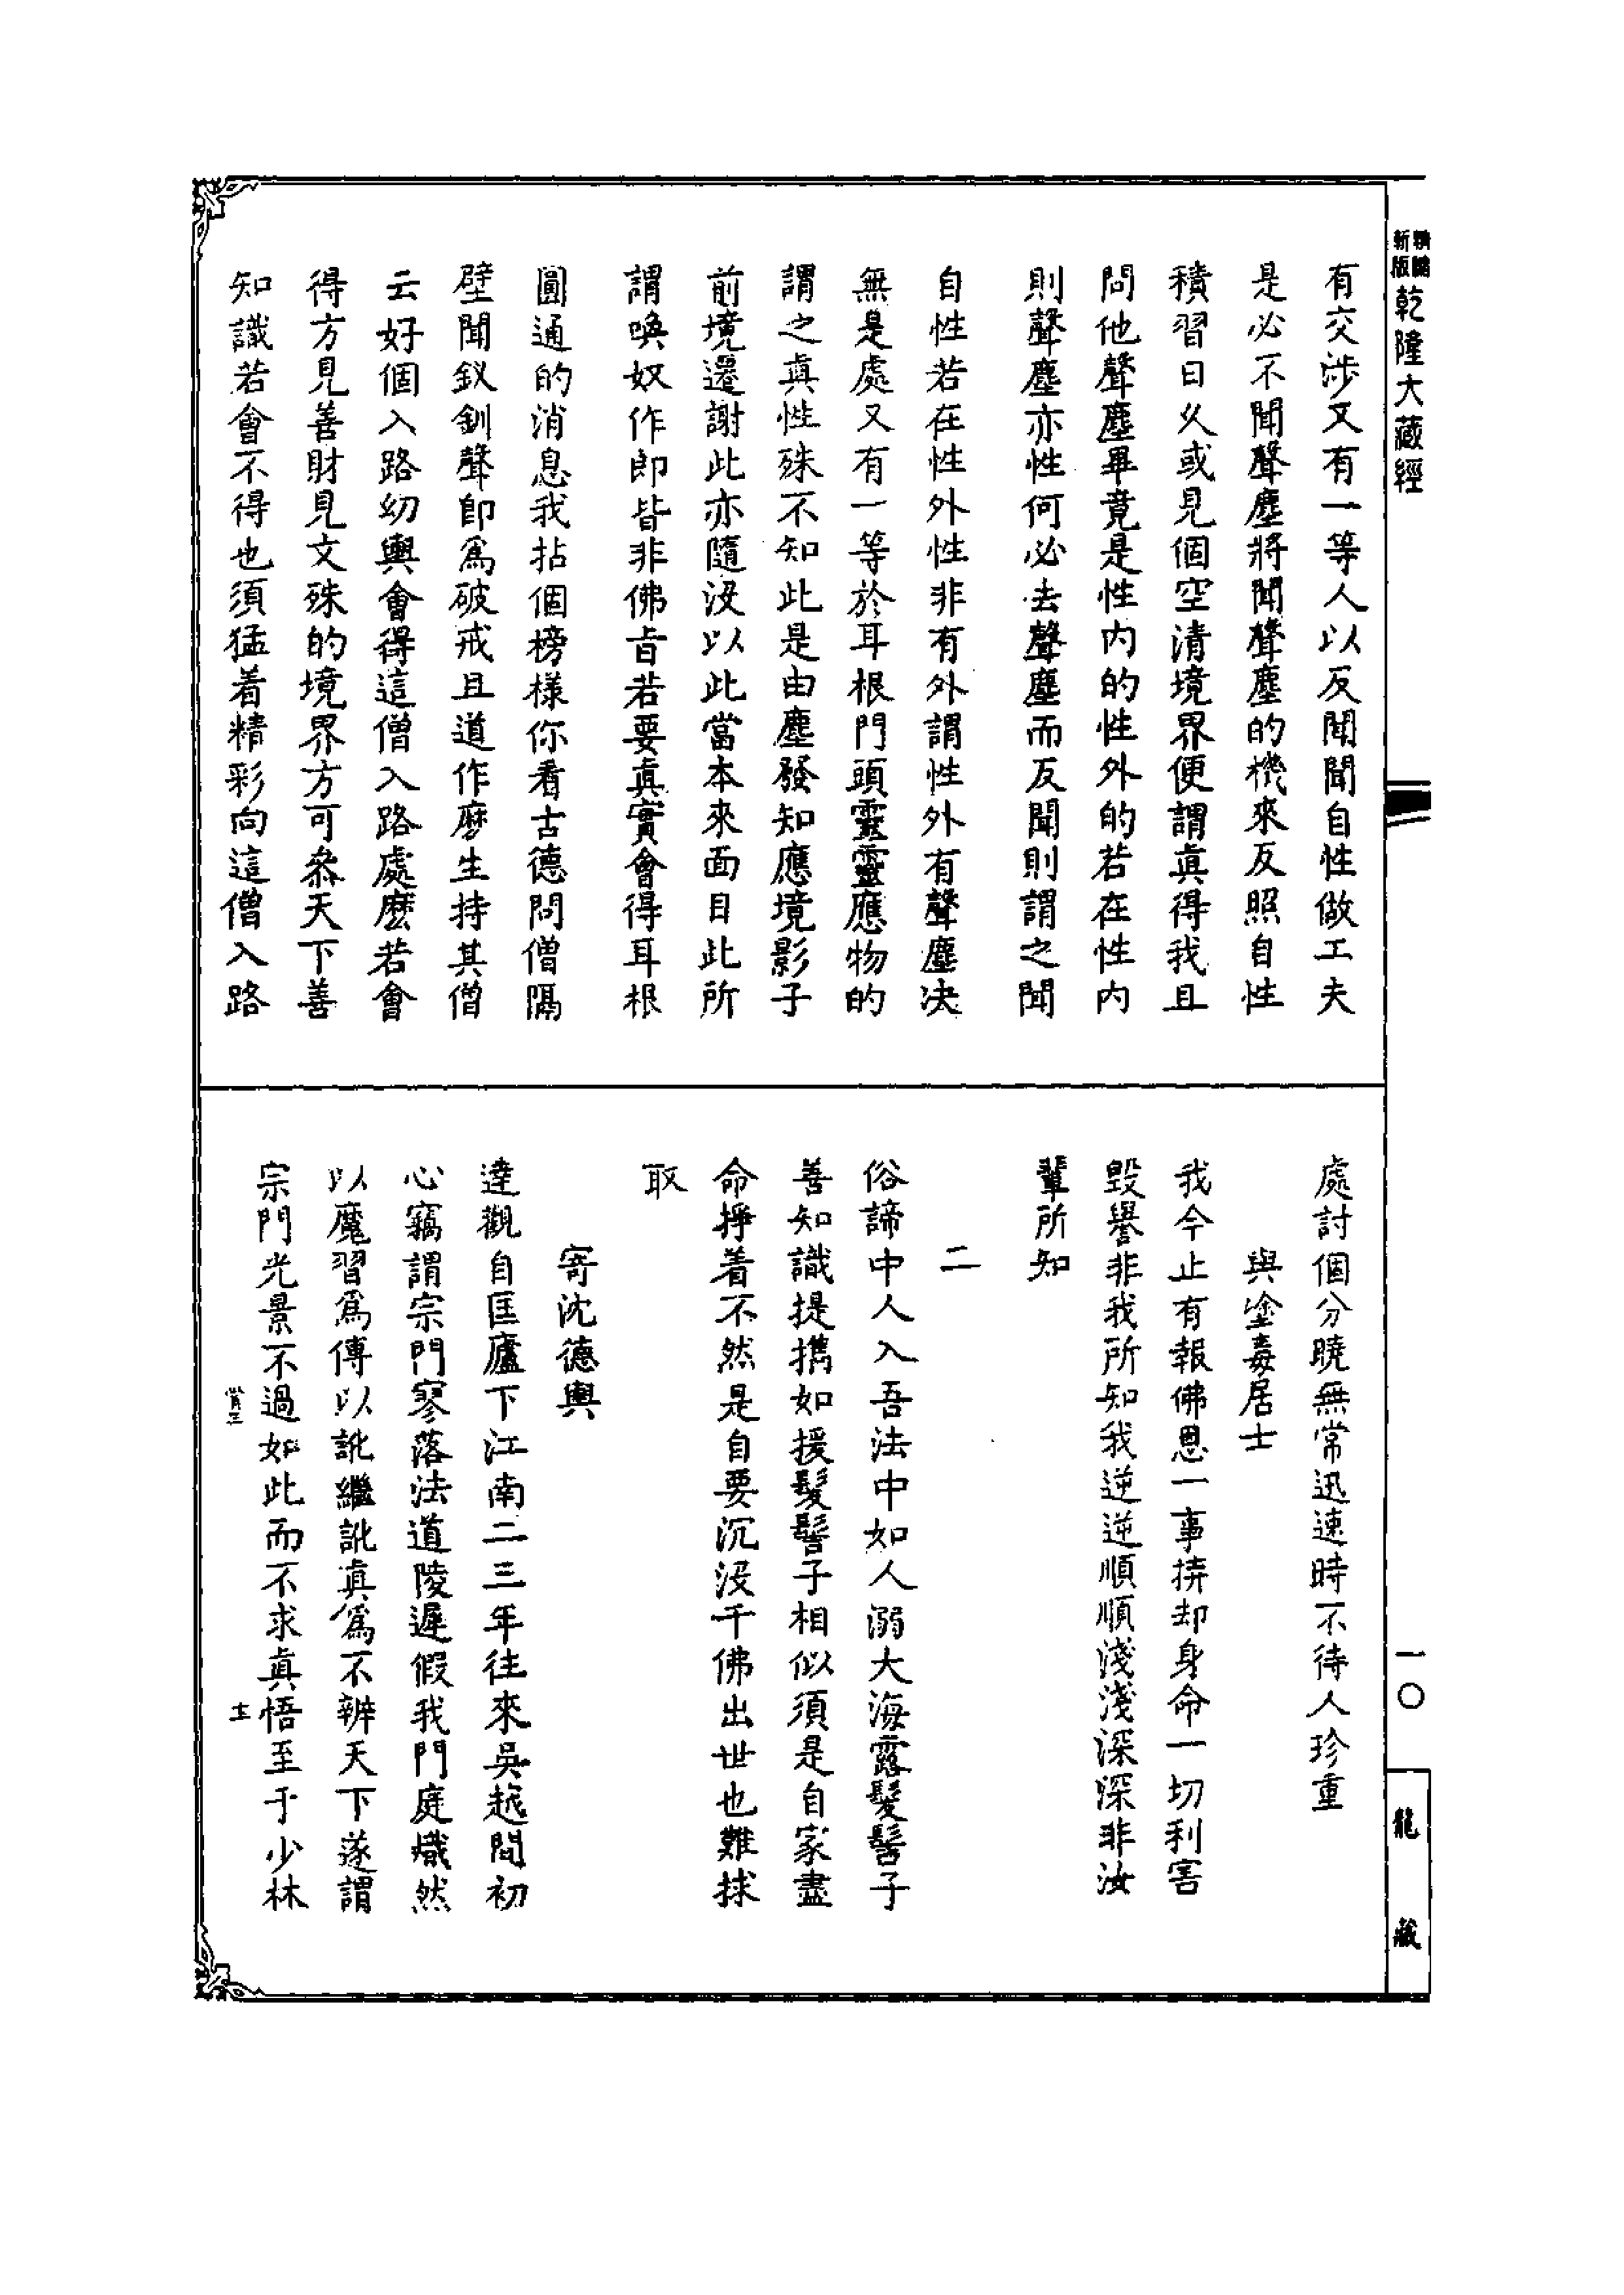 新版
乾隆大藏經
一〇
龍藏
有交涉又有一等人以反聞聞自性做工夫
是必不聞聲塵將聞聲塵的機來反照自性
積習日久或見個空清境界便謂真得我且
問他聲塵畢竟是性內的性外的若在性內
則聲塵亦性何必去聲塵而反聞則謂之聞
自性若在性外性非有外謂性外有聲塵决
無是處又有一等於耳根門頭靈靈應物的
謂之真性殊不知此是由塵發知應境影子
前境遷謝此亦隨沒以此當本來面目此所
謂喚奴作郎皆非佛旨若要真實會得耳根
圓通的消息我拈個榜樣你看古德問僧隔
壁聞釵釧聲即為破戒且道作麽生持其僧
云好個入路幼輿會得這僧入路處麽若會
得方見善財見文殊的境界方可叅天下善
知識若會不得也須猛着精彩向這僧入路
處討個分曉無常迅速時不待人珍重
與塗毒居士
我今止有報佛恩一事拚却身命一切利害
毀譽非我所知我逆逆順順淺淺深深非汝
輩所知
二
俗諦中人入吾法中如人溺大海露髮髻子
善知識提攜如援髮髻子相似須是自家盡
命掙着不然是自要沉沒千佛出世也難捄
取
寄沈德輿
達觀自匡廬下江南二三年往來吳越間初
心竊謂宗門寥落法道陵遲假我門庭熾然
以魔習為傳以訛繼訛真為不辨天下遂謂
宗門光景不過如此而不求真悟至于少林